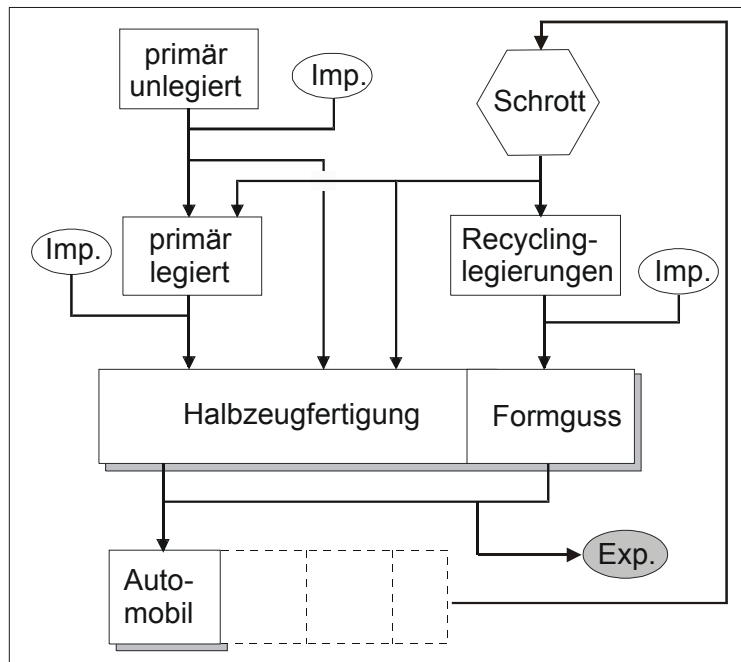 primär
unlegiert
Imp.
Schrott
Imp.
primär
legiert
Recycling-
legierungen
Imp.
Halbzeugfertigung
Formguss
Auto-
mobil
Exp.